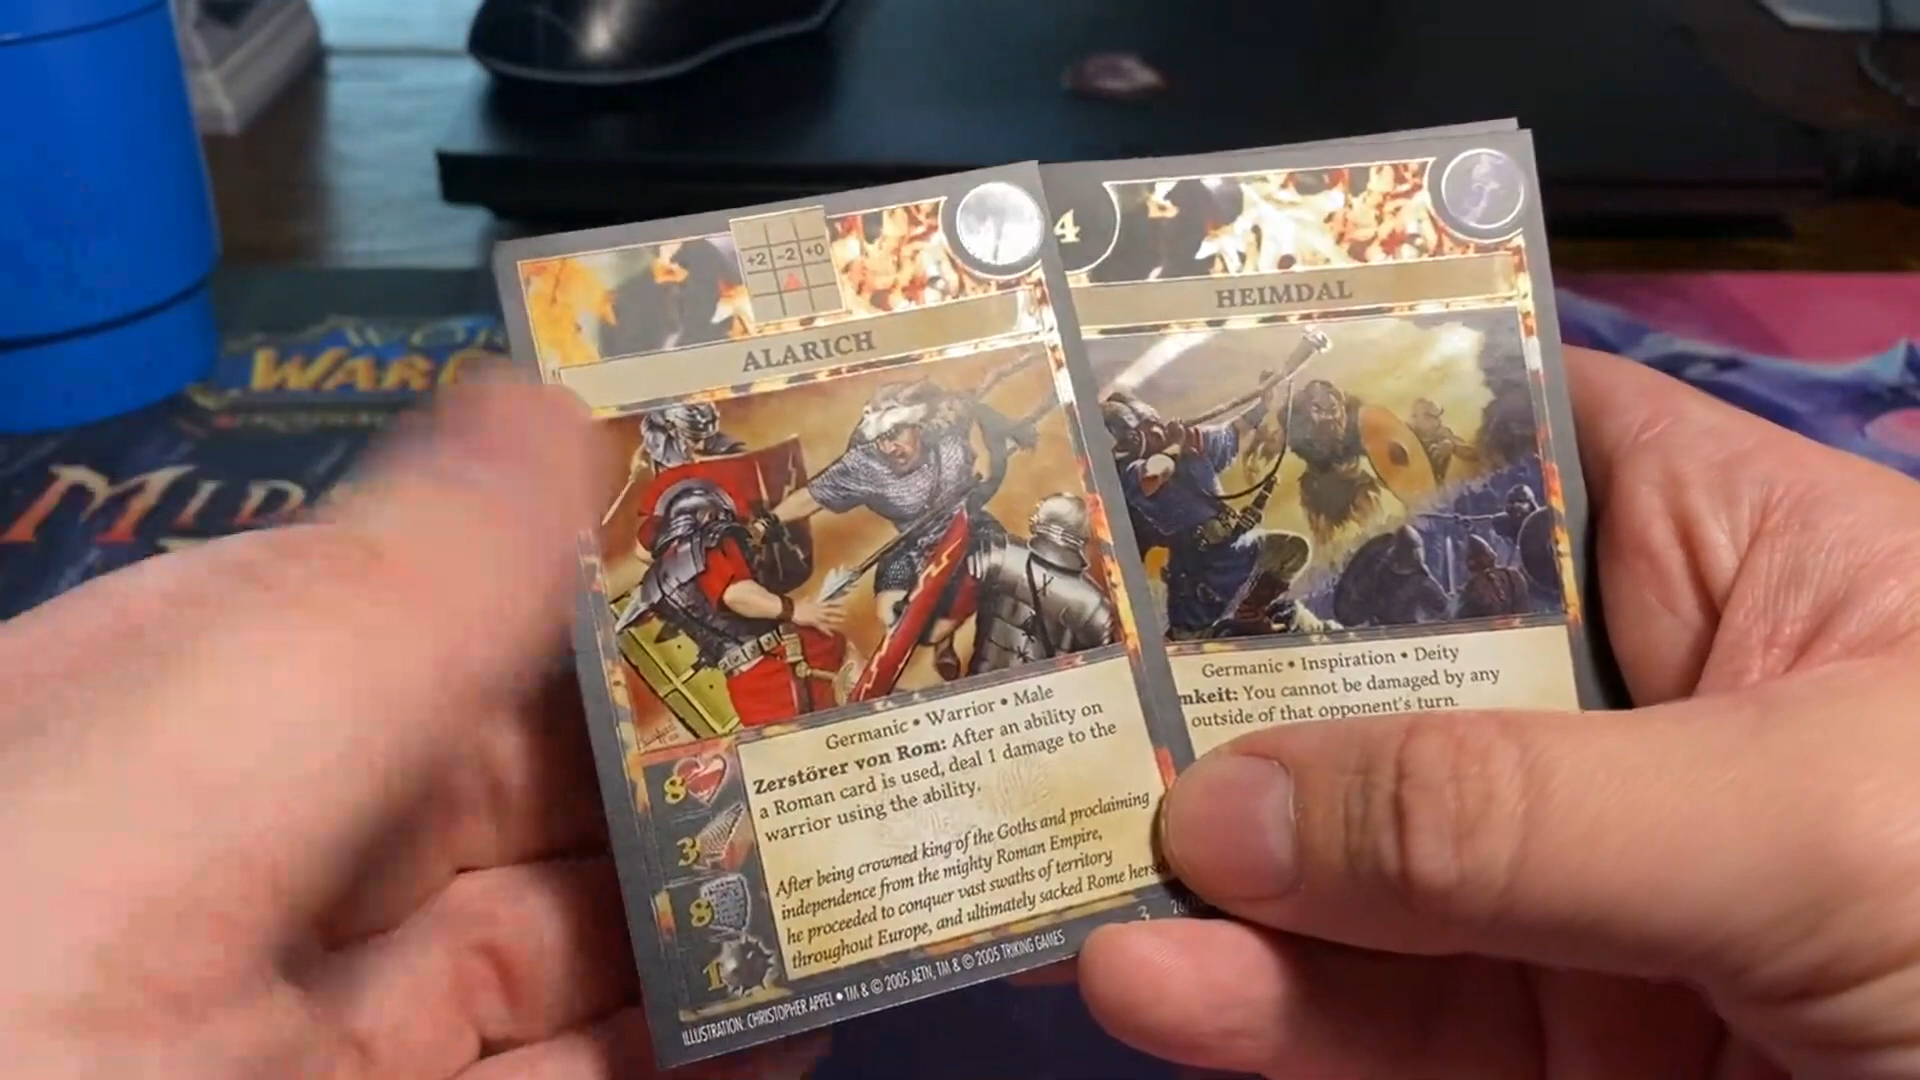 +2 -2 +0
ALARICH
Germanic • Warrior • Male
Zerstörer von Rom: After an ability on
a Roman card is used, deal 1 damage to the
warrior using the ability.
After being crowned king of the Goths and proclaiming
independence from the mighty Roman Empire,
he proceeded to conquer vast swaths of territory
throughout Europe, and ultimately sacked Rome
8
3
8
1
3
ILLUSTRATION: CHRISTOPHER APPEL • TM & © 2005 AETN, TM & © 2005 TRIKING GAMES
4
HEIMDAL
Germanic • Inspiration • Deity
mkeit: You cannot be damaged by any
outside of that opponent's turn.
WAR
MID